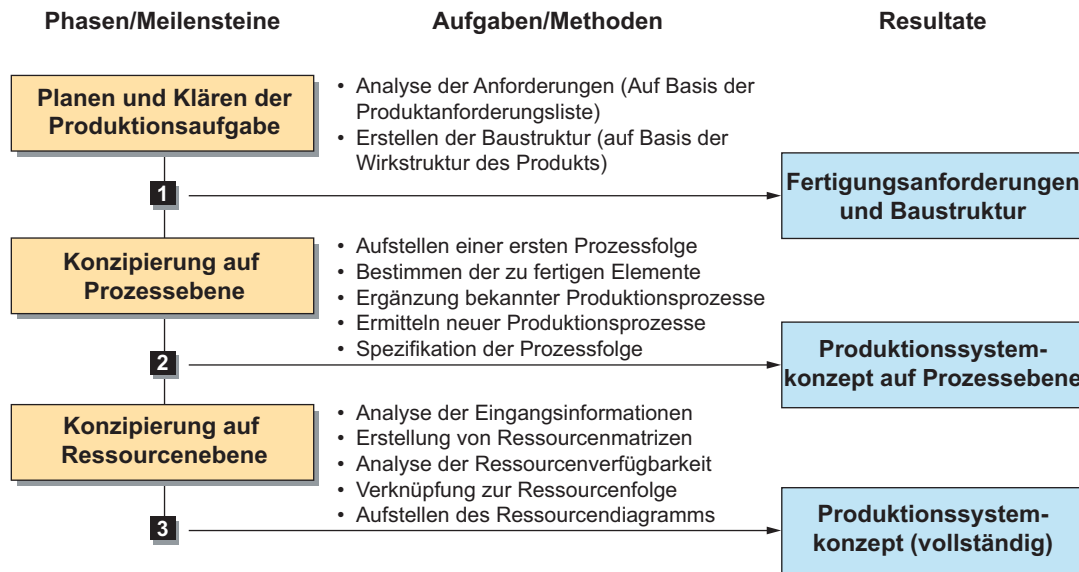 Phasen/Meilensteine
Aufgaben/Methoden
Resultate
Planen und Klären der
Produktionsaufgabe
• Analyse der Anforderungen (Auf Basis der
Produktanforderungsliste)
• Erstellen der Baustruktur (auf Basis der
Wirkstruktur des Produkts)
1
Fertigungsanforderungen
und Baustruktur
Konzipierung auf
Prozessebene
• Aufstellen einer ersten Prozessfolge
• Bestimmen der zu fertigen Elemente
• Ergänzung bekannter Produktionsprozesse
• Ermitteln neuer Produktionsprozesse
• Spezifikation der Prozessfolge
2
Produktionssystem-
konzept auf Prozessebene
Konzipierung auf
Ressourcenebene
• Analyse der Eingangsinformationen
• Erstellung von Ressourcenmatrizen
• Analyse der Ressourcenverfügbarkeit
• Verknüpfung zur Ressourcenfolge
• Aufstellen des Ressourcendiagramms
3
Produktionssystem-
konzept (vollständig)